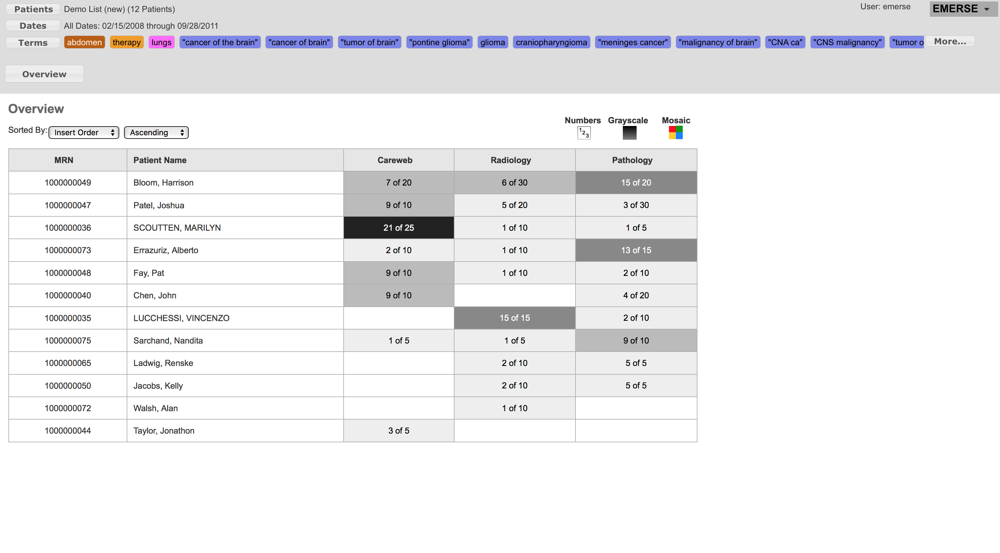 Patients Demo List (new) (12 Patients) User: emerse EMERSE
Dates All Dates: 02/15/2008 through 09/28/2011
Terms abdomen therapy lungs "cancer of the brain" "cancer of brain" "tumor of brain" "pontine glioma" glioma craniopharyngioma "meninges cancer" "malignancy of brain" "CNA ca" "CNS malignancy" "tumor o More...
Overview
Overview
Numbers Grayscale Mosaic
Sorted By: Insert Order Ascending 1 2 3
MRN Patient Name Careweb Radiology Pathology
1000000049 Bloom, Harrison 7 of 20 6 of 30 15 of 20
1000000047 Patel, Joshua 9 of 10 5 of 20 3 of 30
1000000036 SCOUTTEN, MARILYN 21 of 25 1 of 10 1 of 5
1000000073 Errazuriz, Alberto 2 of 10 1 of 10 13 of 15
1000000048 Fay, Pat 9 of 10 1 of 10 2 of 10
1000000040 Chen, John 9 of 10 4 of 20
1000000035 LUCCHESSI, VINCENZO 15 of 15 2 of 10
1000000075 Sarchand, Nandita 1 of 5 1 of 5 9 of 10
1000000065 Ladwig, Renske 2 of 10 5 of 5
1000000050 Jacobs, Kelly 2 of 10 5 of 5
1000000072 Walsh, Alan 1 of 10
1000000044 Taylor, Jonathon 3 of 5